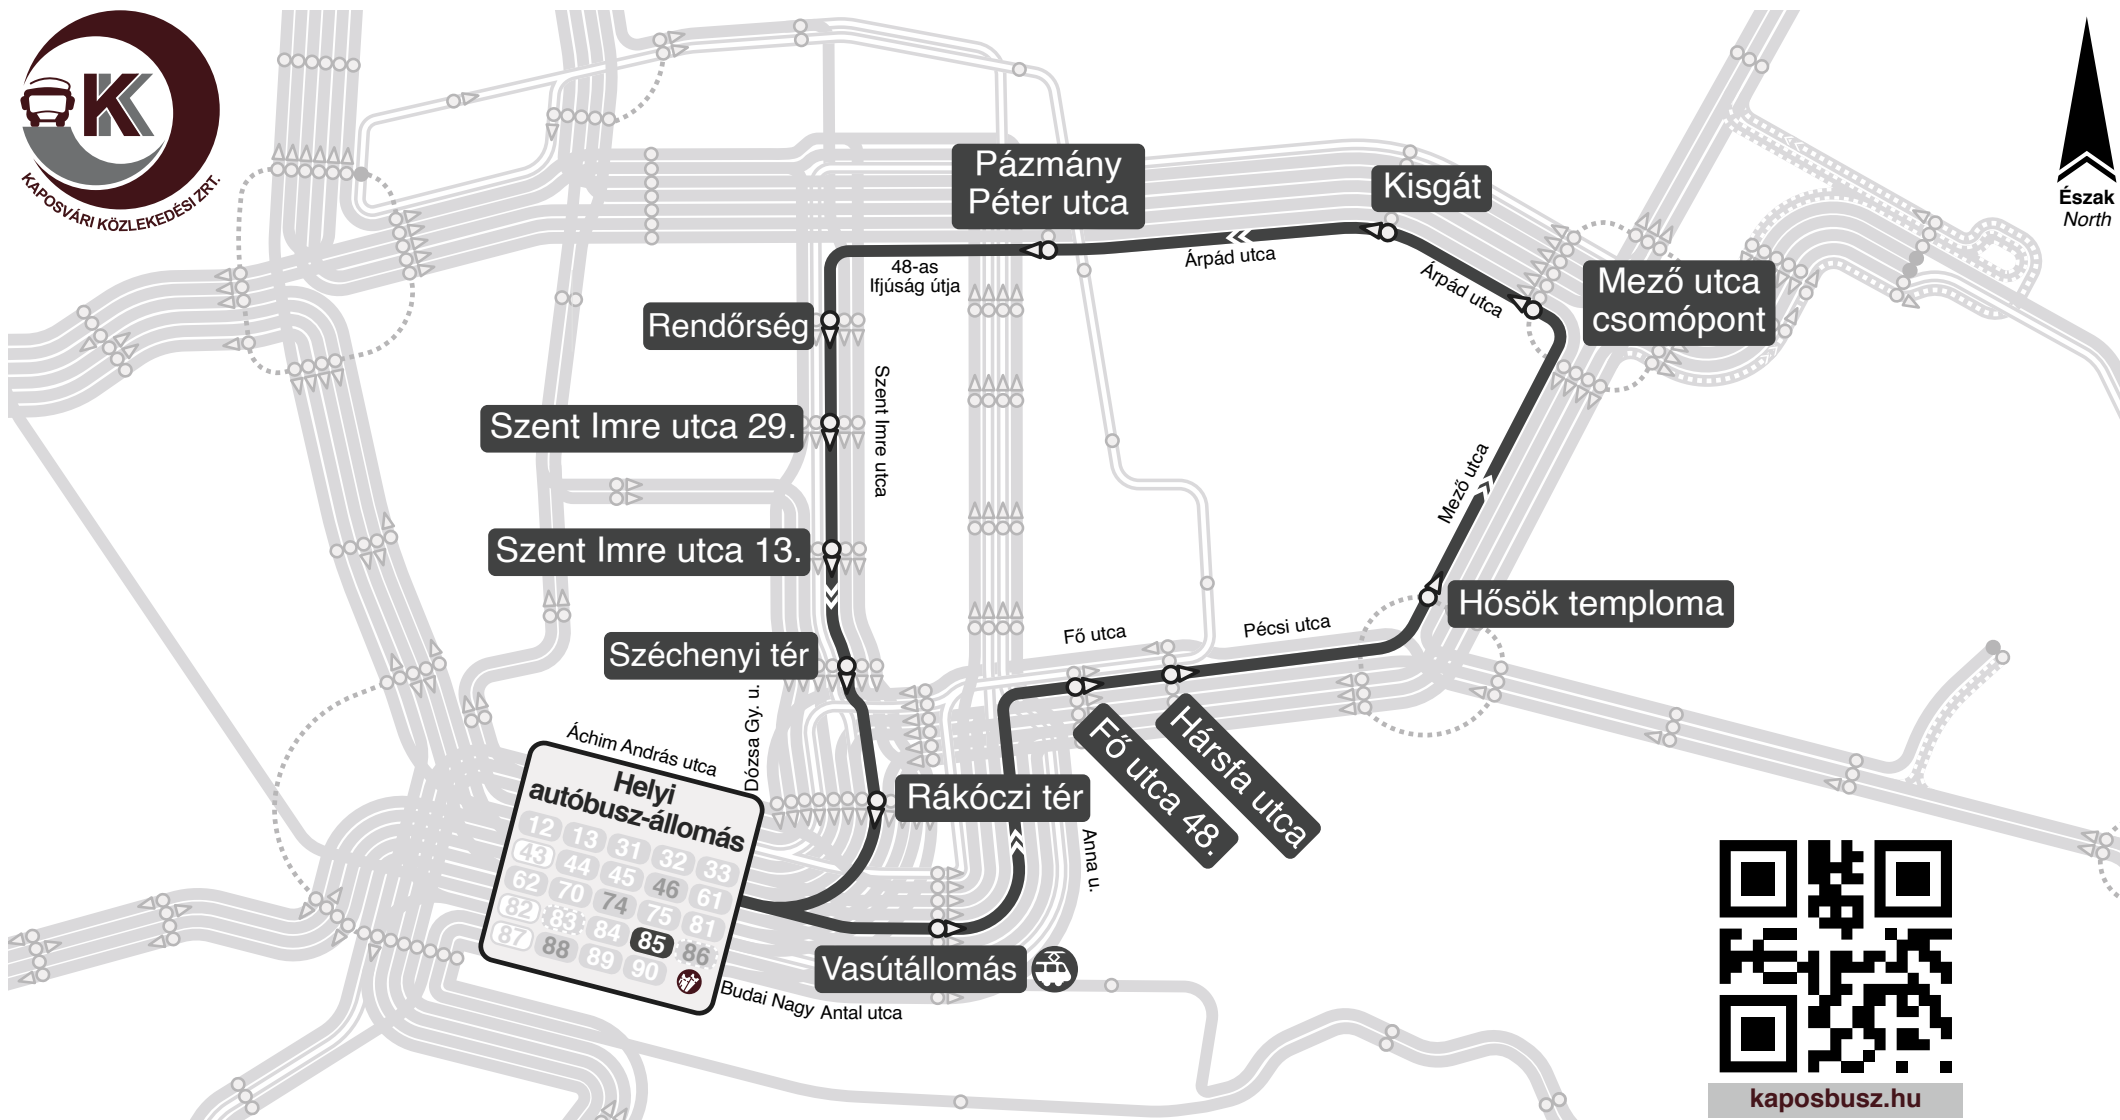 KAPOSVÁRI KÖZLEKEDÉSI ZRT.
Észak
North
Pázmány
Péter utca
Kisgát
Mező utca
csomópont
48-as
Ifjúság útja
Árpád utca
Árpád utca
Rendőrség
Szent Imre utca 29.
Szent Imre utca
Mező utca
Szent Imre utca 13.
Hősök temploma
Széchenyi tér
Fő utca
Pécsi utca
Dózsa Gy. u.
Áchim András utca
Helyi
autóbusz-állomás
12 13 31 32 33
43 44 45 46 61
62 70 74 75 81
82 83 84 85 86
87 88 89 90
Rákóczi tér
Fő utca 48.
Hársfa utca
Anna u.
Vasútállomás
Budai Nagy Antal utca
kaposbusz.hu